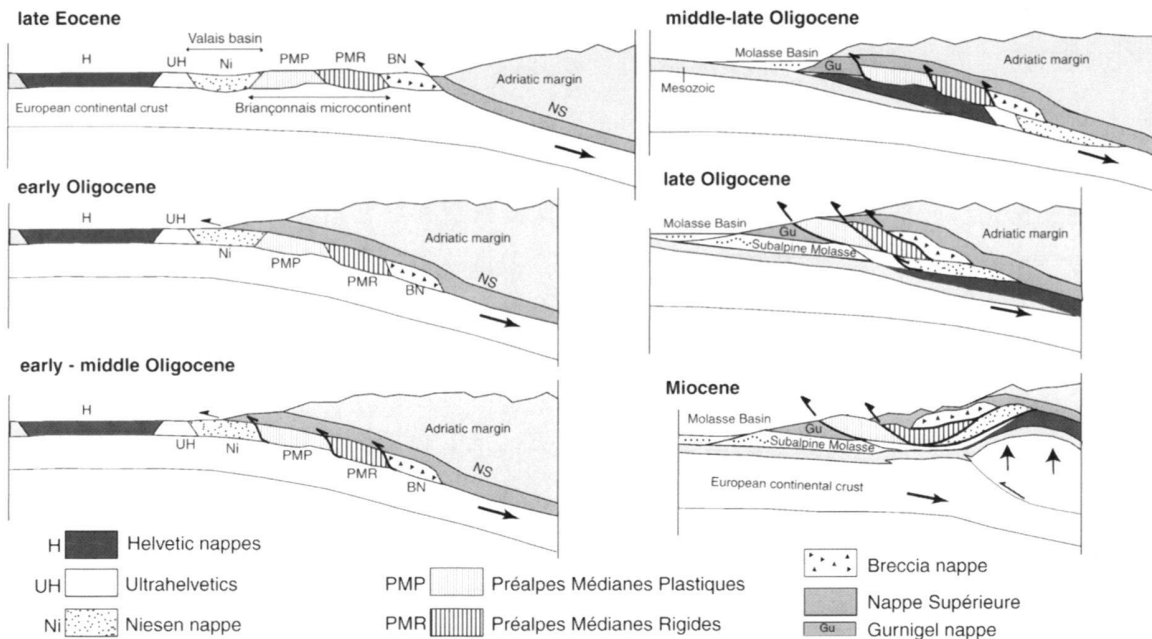 late Eocene
Valais basin
H UH Ni PMP PMR BN
Adriatic margin
NS
European continental crust
Briançonnais microcontinent
early Oligocene
H UH
Adriatic margin
Ni PMP
PMR BN
NS
early - middle Oligocene
H
Adriatic margin
UH Ni PMP
PMR BN
NS
middle-late Oligocene
Molasse Basin
Gu
Adriatic margin
Mesozoic
late Oligocene
Molasse Basin
Gu
Subalpine Molasse
Adriatic margin
Miocene
Molasse Basin
Gu
Subalpine Molasse
European continental crust
H Helvetic nappes
UH Ultrahelvetics
Ni Niesen nappe
PMP Préalpes Médianes Plastiques
PMR Préalpes Médianes Rigides
Breccia nappe
Nappe Supérieure
Gu Gurnigel nappe